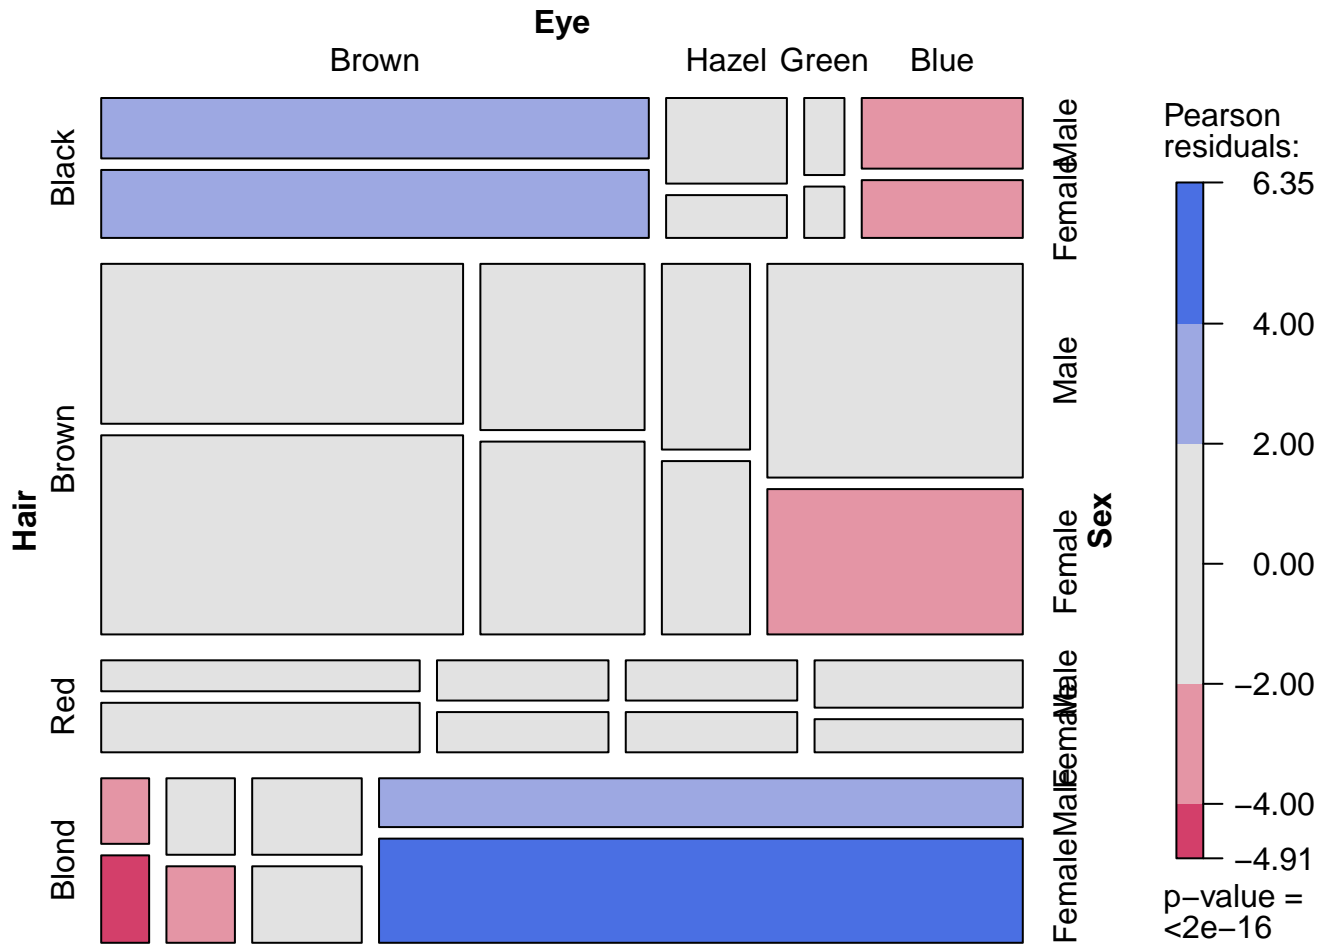 Eye
Brown Hazel Green Blue
Hair
Black
Brown
Red
Blond
Male
Female
Male
Female
Male
Female
Male
Female
Sex
Pearson
residuals:
6.35
4.00
2.00
0.00
−2.00
−4.00
−4.91
p−value =
<2e−16